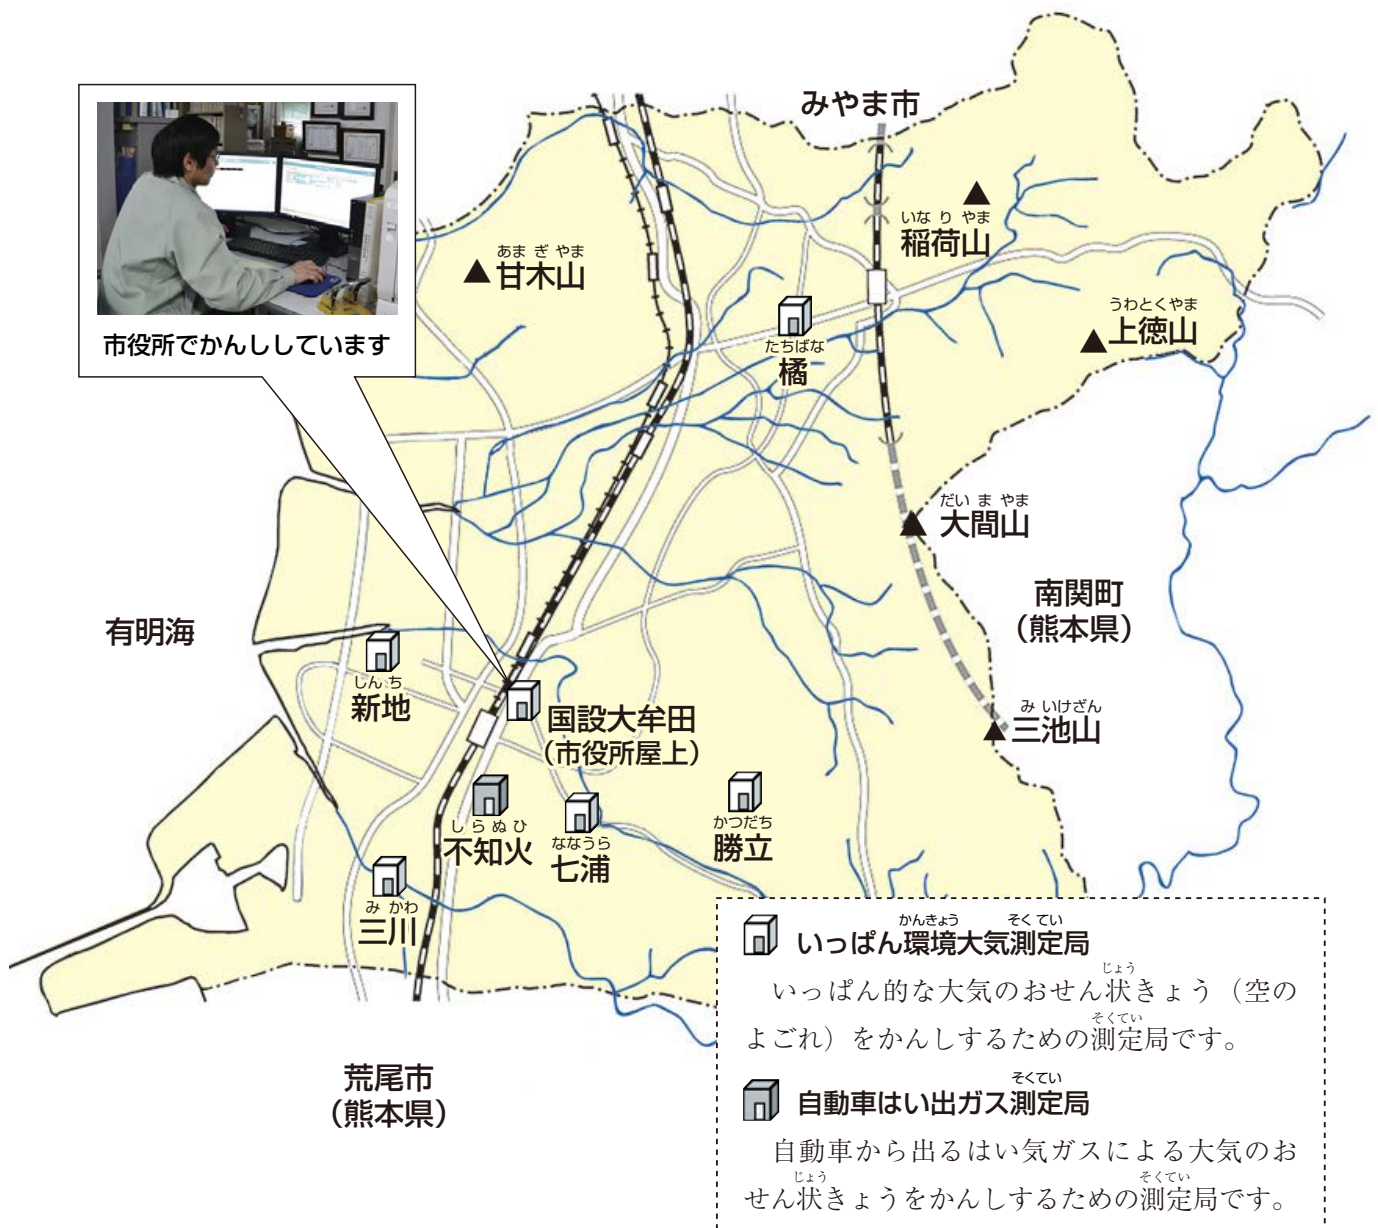 みやま市
市役所でかんしししています
あまぎやま
甘木山
いなりやま
稲荷山
うわとくやま
上徳山
たちばな
橘
だいまやま
大間山
南関町
(熊本県)
有明海
しんち
新地
国設大牟田
(市役所屋上)
みいけざん
三池山
しらぬひ
不知火
ななうら
七浦
かつだち
勝立
みかわ
三川
荒尾市
(熊本県)
かんきょう そくてい
いっぱん環境大気測定局
じょう
いっぱん的な大気のおせん状きょう（空の
そくてい
よごれ）をかんしするための測定局です。
そくてい
自動車はい出ガス測定局
自動車から出るはい気ガスによる大気のお
じょう そくてい
せん状きょうをかんしするための測定局です。